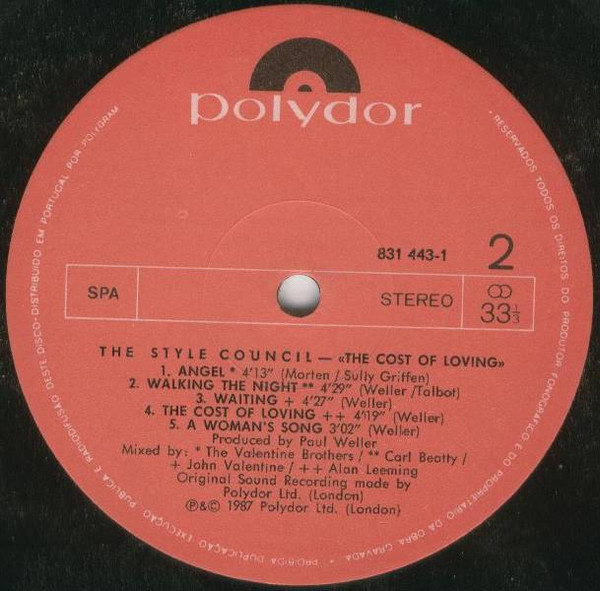 polydor
831 443-1
2
SPA
STEREO
33⅓
THE STYLE COUNCIL — «THE COST OF LOVING»
1. ANGEL * 4'13" (Morten / Sully Griffen)
2. WALKING THE NIGHT ** 4'29" (Weller /Talbot)
3. WAITING + 4'27" (Weller)
4. THE COST OF LOVING ++ 4'19" (Weller)
5. A WOMAN'S SONG 3'02" (Weller)
Produced by Paul Weller
Mixed by: * The Valentine Brothers / ** Carl Beatty /
+ John Valentine / ++ Alan Leeming
Original Sound Recording made by
Polydor Ltd. (London)
℗&© 1987 Polydor Ltd. (London)
• RESERVADOS TODOS OS DIREITOS DO PRODUTOR FONOGRÁFICO E DO PROPRIETÁRIO DA OBRA GRAVADA • PROIBIDA DUPLICAÇÃO, EXECUÇÃO PÚBLICA E RADIODIFUSÃO DESTE DISCO • DISTRIBUIDO EM PORTUGAL POR POLYGRAM